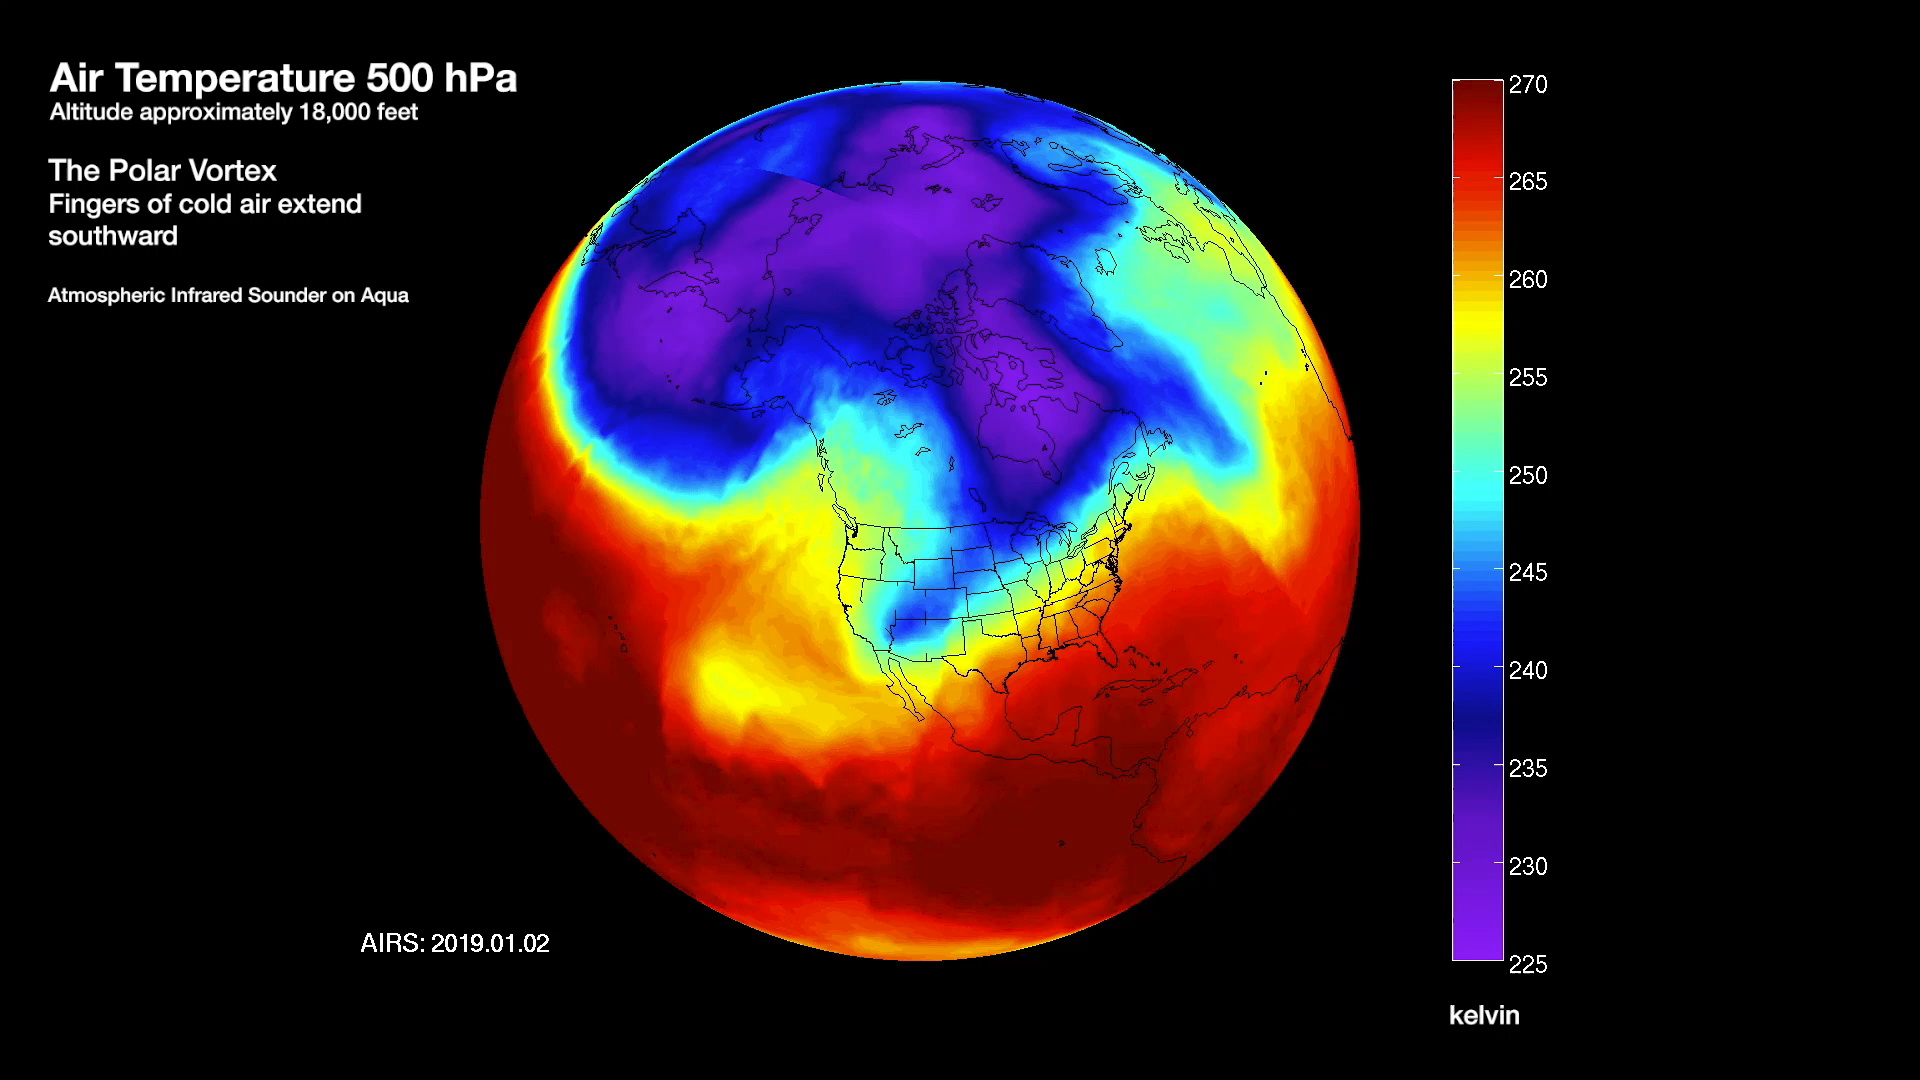 Air Temperature 500 hPa
Altitude approximately 18,000 feet
The Polar Vortex
Fingers of cold air extend
southward
Atmospheric Infrared Sounder on Aqua
AIRS: 2019.01.02
270
265
260
255
250
245
240
235
230
225
kelvin